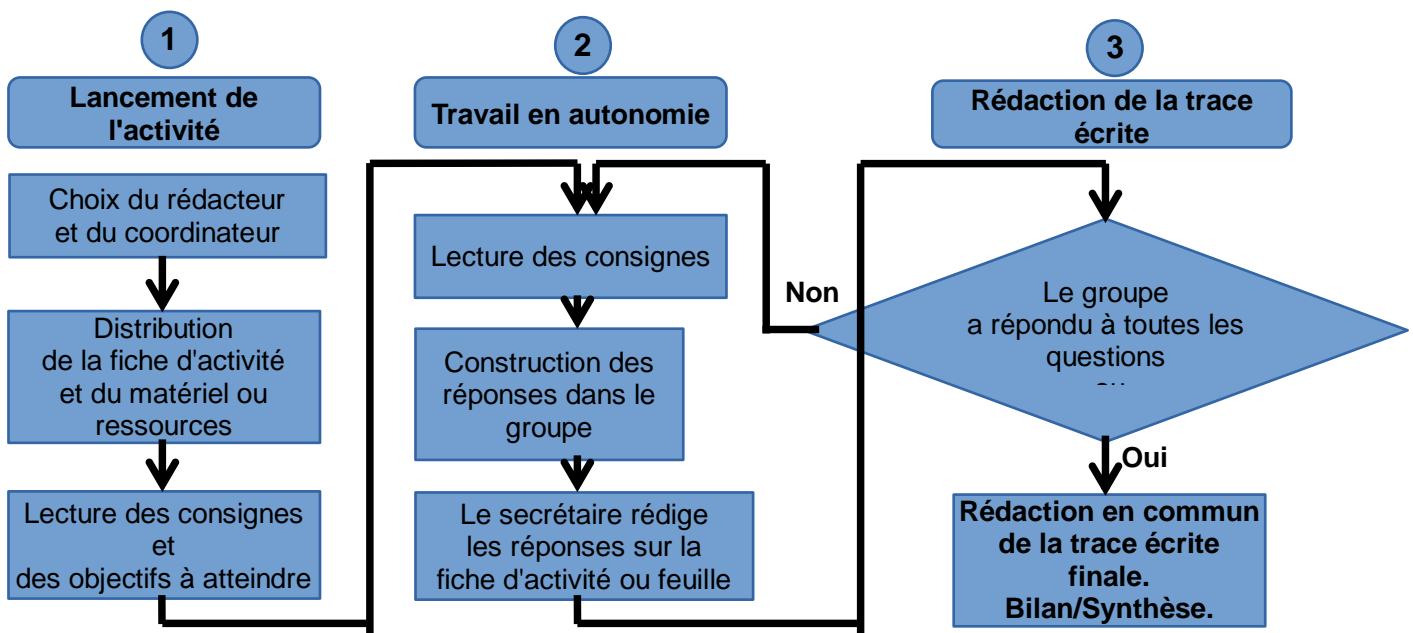 1
Lancement de
l'activité
Choix du rédacteur
et du coordinateur
Distribution
de la fiche d'activité
et du matériel ou
ressources
Lecture des consignes
et
des objectifs à atteindre
2
Travail en autonomie
Lecture des consignes
Construction des
réponses dans le
groupe
Le secrétaire rédige
les réponses sur la
fiche d'activité ou feuille
3
Rédaction de la trace
écrite
Non
Le groupe
a répondu à toutes les
questions
Oui
Rédaction en commun
de la trace écrite
finale.
Bilan/Synthèse.